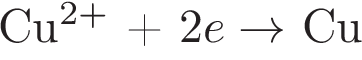 Cu²⁺ + 2e → Cu